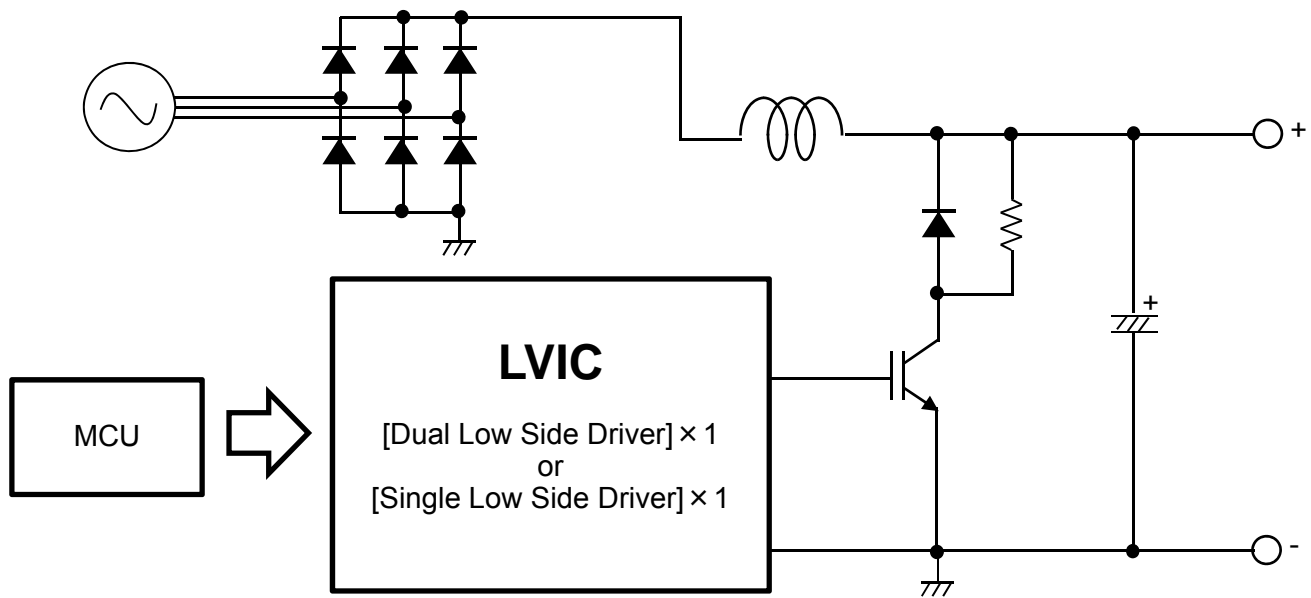 +
+
LVIC
[Dual Low Side Driver]×1
or
[Single Low Side Driver]×1
MCU
-